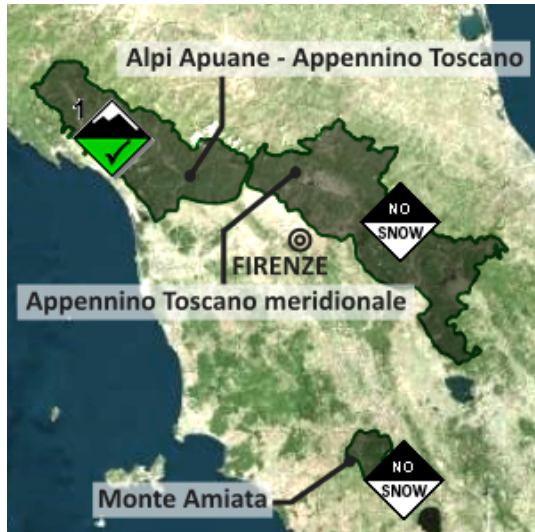 Alpi Apuane - Appennino Toscano
1
NO
SNOW
FIRENZE
Appennino Toscano meridionale
NO
SNOW
Monte Amiata